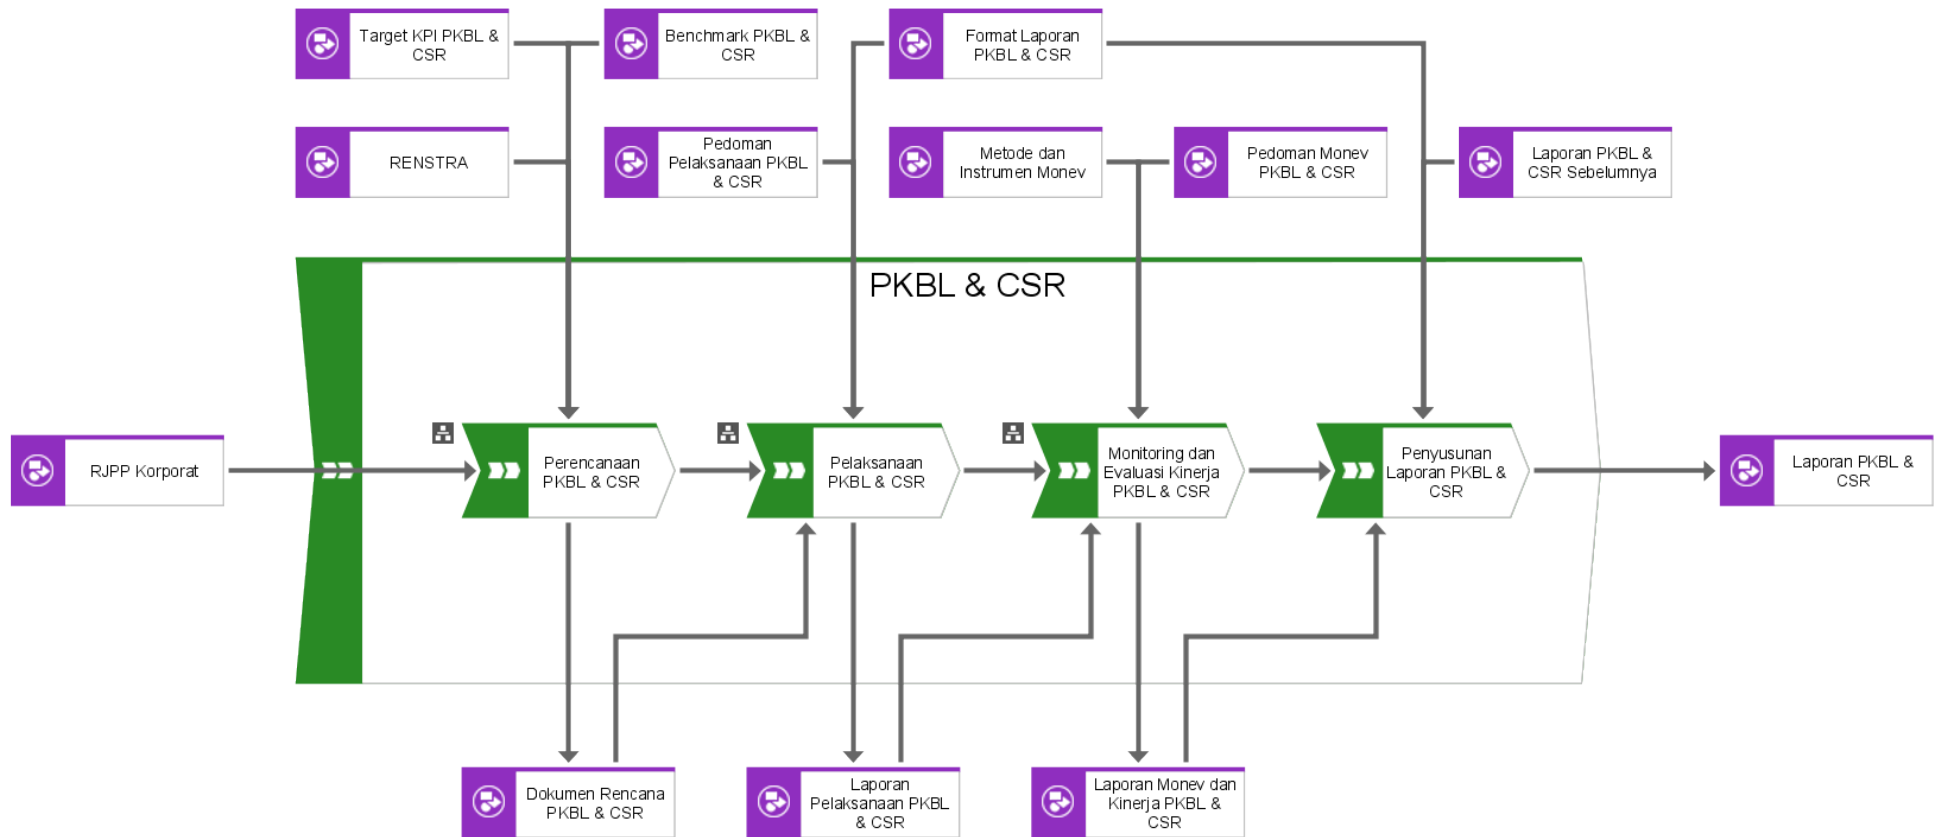 Target KPI PKBL &
CSR
Benchmark PKBL &
CSR
Format Laporan
PKBL & CSR
RENSTRA
Pedoman
Pelaksanaan PKBL
& CSR
Metode dan
Instrumen Monev
Pedoman Monev
PKBL & CSR
Laporan PKBL &
CSR Sebelumnya
PKBL & CSR
RJPP Korporat
Perencanaan
PKBL & CSR
Pelaksanaan
PKBL & CSR
Monitoring dan
Evaluasi Kinerja
PKBL & CSR
Penyusunan
Laporan PKBL &
CSR
Laporan PKBL &
CSR
Dokumen Rencana
PKBL & CSR
Laporan
Pelaksanaan PKBL
& CSR
Laporan Monev dan
Kinerja PKBL &
CSR